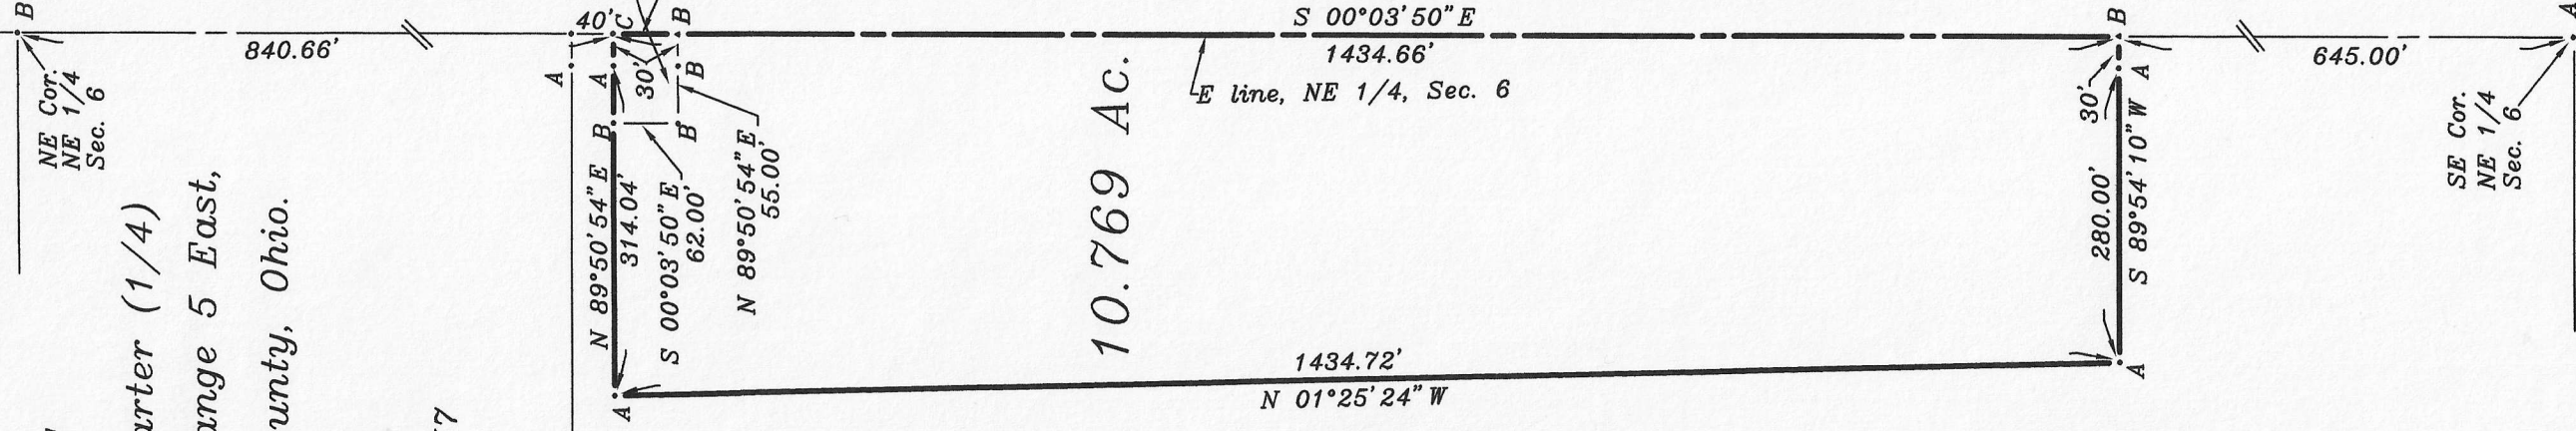 B
840.66'
NE Cor.
NE 1/4
Sec. 6
arter (1/4)
ange 5 East,
unty, Ohio.
40'
C
B
A
A
30'
B
B
B
N 89°50'54"E
314.04'
S 00°03'50"E
62.00'
N 89°50'54"E
55.00'
A
S 00°03'50"E
1434.66'
E line, NE 1/4, Sec. 6
10.769 Ac.
1434.72'
N 01°25'24"W
B
A
30'
280.00'
S 89°54'10"W
A
645.00'
A
SE Cor.
NE 1/4
Sec. 6